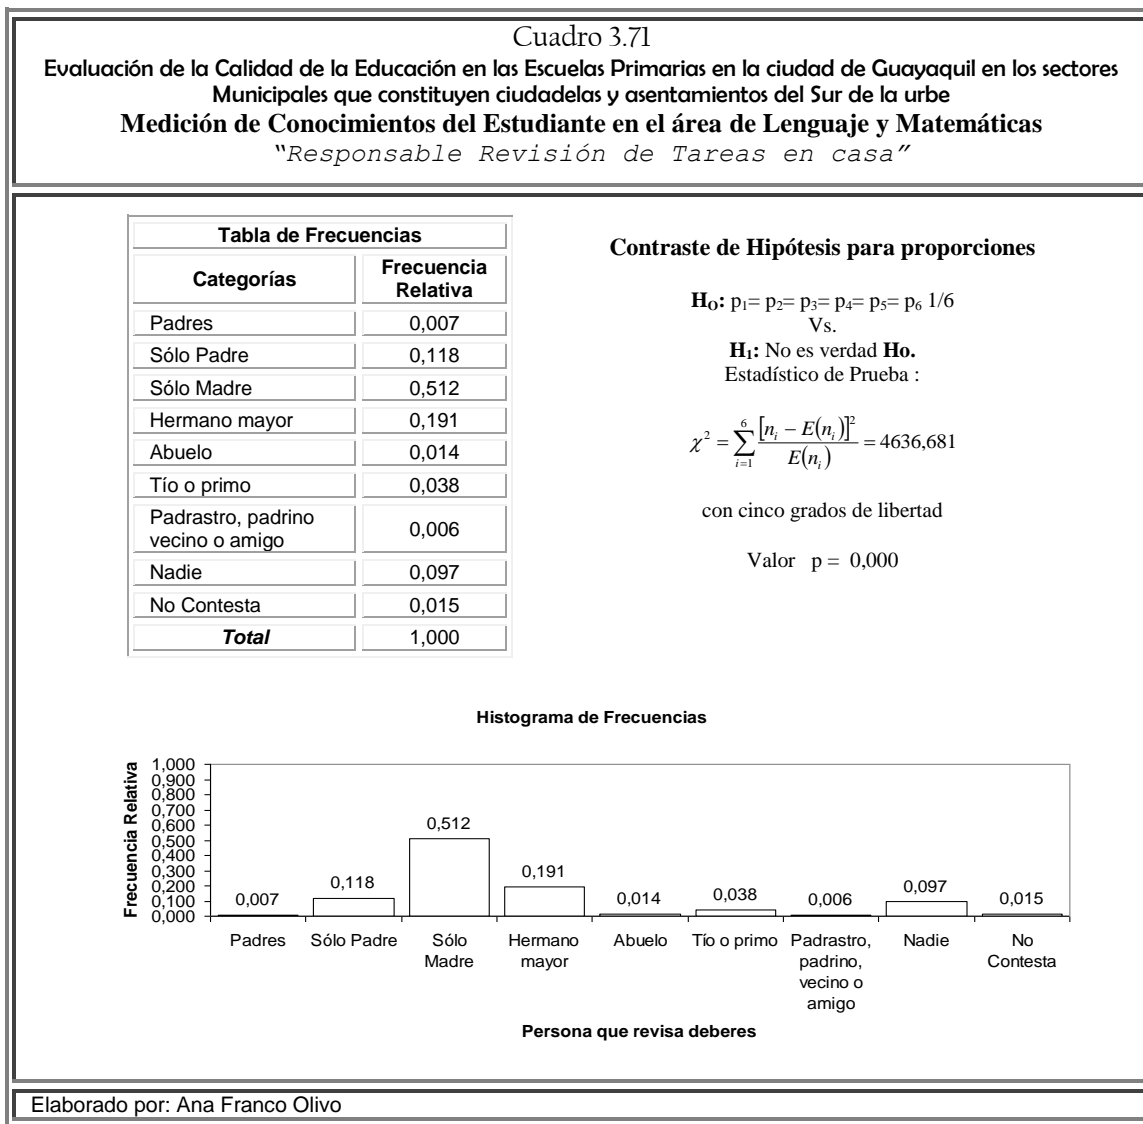 Cuadro 3.71
Evaluación de la Calidad de la Educación en las Escuelas Primarias en la ciudad de Guayaquil en los sectores
Municipales que constituyen ciudadelas y asentamientos del Sur de la urbe
Medición de Conocimientos del Estudiante en el área de Lenguaje y Matemáticas
"Responsable Revisión de Tareas en casa"
Tabla de Frecuencias
Categorías Frecuencia Relativa
Padres 0,007
Sólo Padre 0,118
Sólo Madre 0,512
Hermano mayor 0,191
Abuelo 0,014
Tío o primo 0,038
Padrastro, padrino
vecino o amigo 0,006
Nadie 0,097
No Contesta 0,015
Total 1,000
Contraste de Hipótesis para proporciones
H₀: p₁= p₂= p₃= p₄= p₅= p₆ 1/6
Vs.
H₁: No es verdad Ho.
Estadístico de Prueba :
χ² = ∑_{i=1}^{6} [n_i − E(n_i)]² / E(n_i) = 4636,681
con cinco grados de libertad
Valor p = 0,000
Histograma de Frecuencias
Frecuencia Relativa
1,000
0,900
0,800
0,700
0,600
0,500
0,400
0,300
0,200
0,100
0,000
0,007 0,118 0,512 0,191 0,014 0,038 0,006 0,097 0,015
Padres Sólo Padre Sólo Madre Hermano mayor Abuelo Tío o primo Padrastro, padrino, vecino o amigo Nadie No Contesta
Persona que revisa deberes
Elaborado por: Ana Franco Olivo